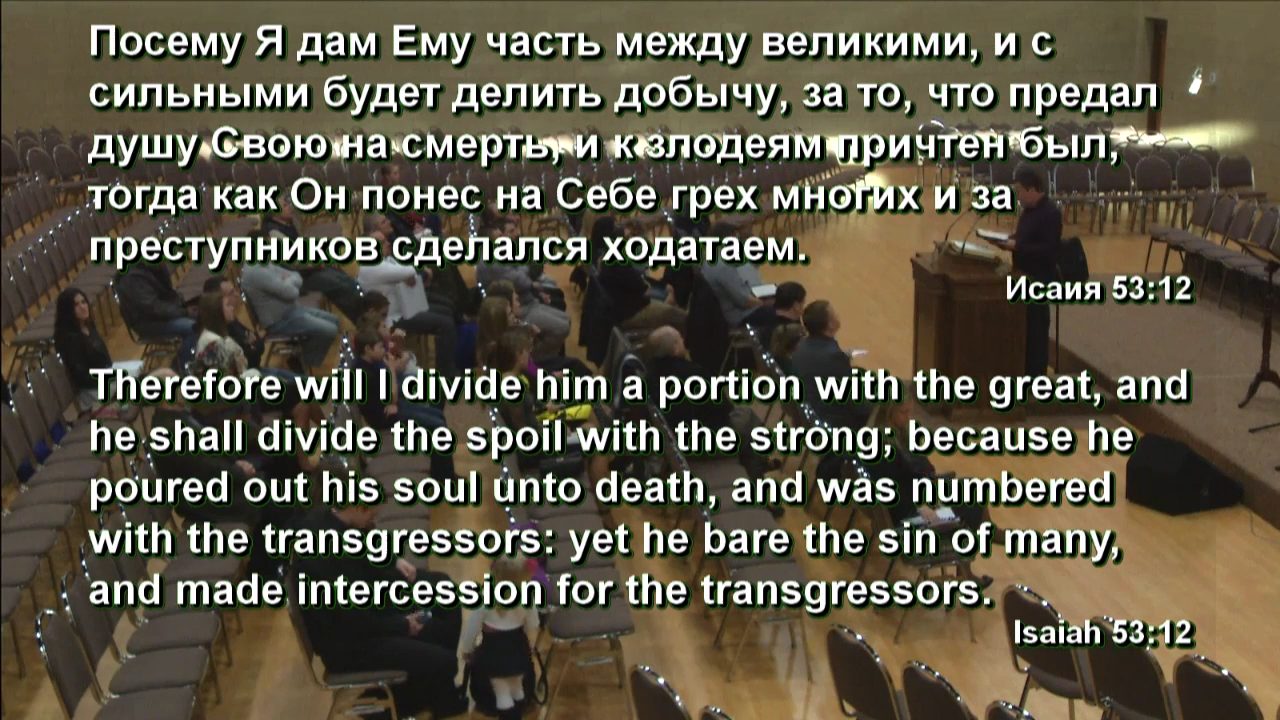 Посему Я дам Ему часть между великими, и с
сильными будет делить добычу, за то, что предал
душу Свою на смерть, и к злодеям причтен был,
тогда как Он понес на Себе грех многих и за
преступников сделался ходатаем.
Исаия 53:12
Therefore will I divide him a portion with the great, and
he shall divide the spoil with the strong; because he
poured out his soul unto death, and was numbered
with the transgressors: yet he bare the sin of many,
and made intercession for the transgressors.
Isaiah 53:12